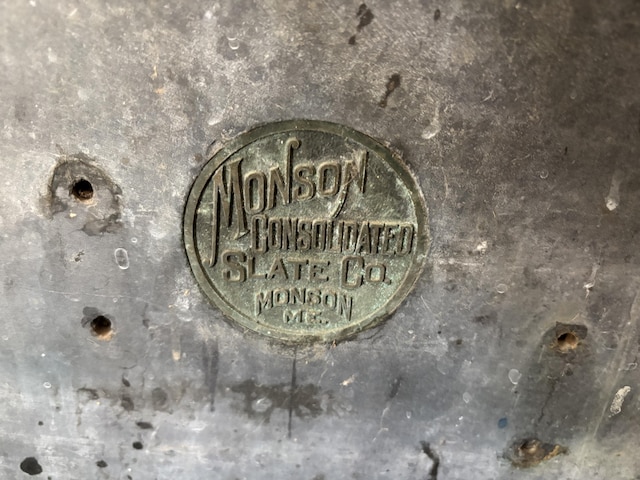 MONSON
CONSOLIDATED
SLATE CO.
MONSON
ME.